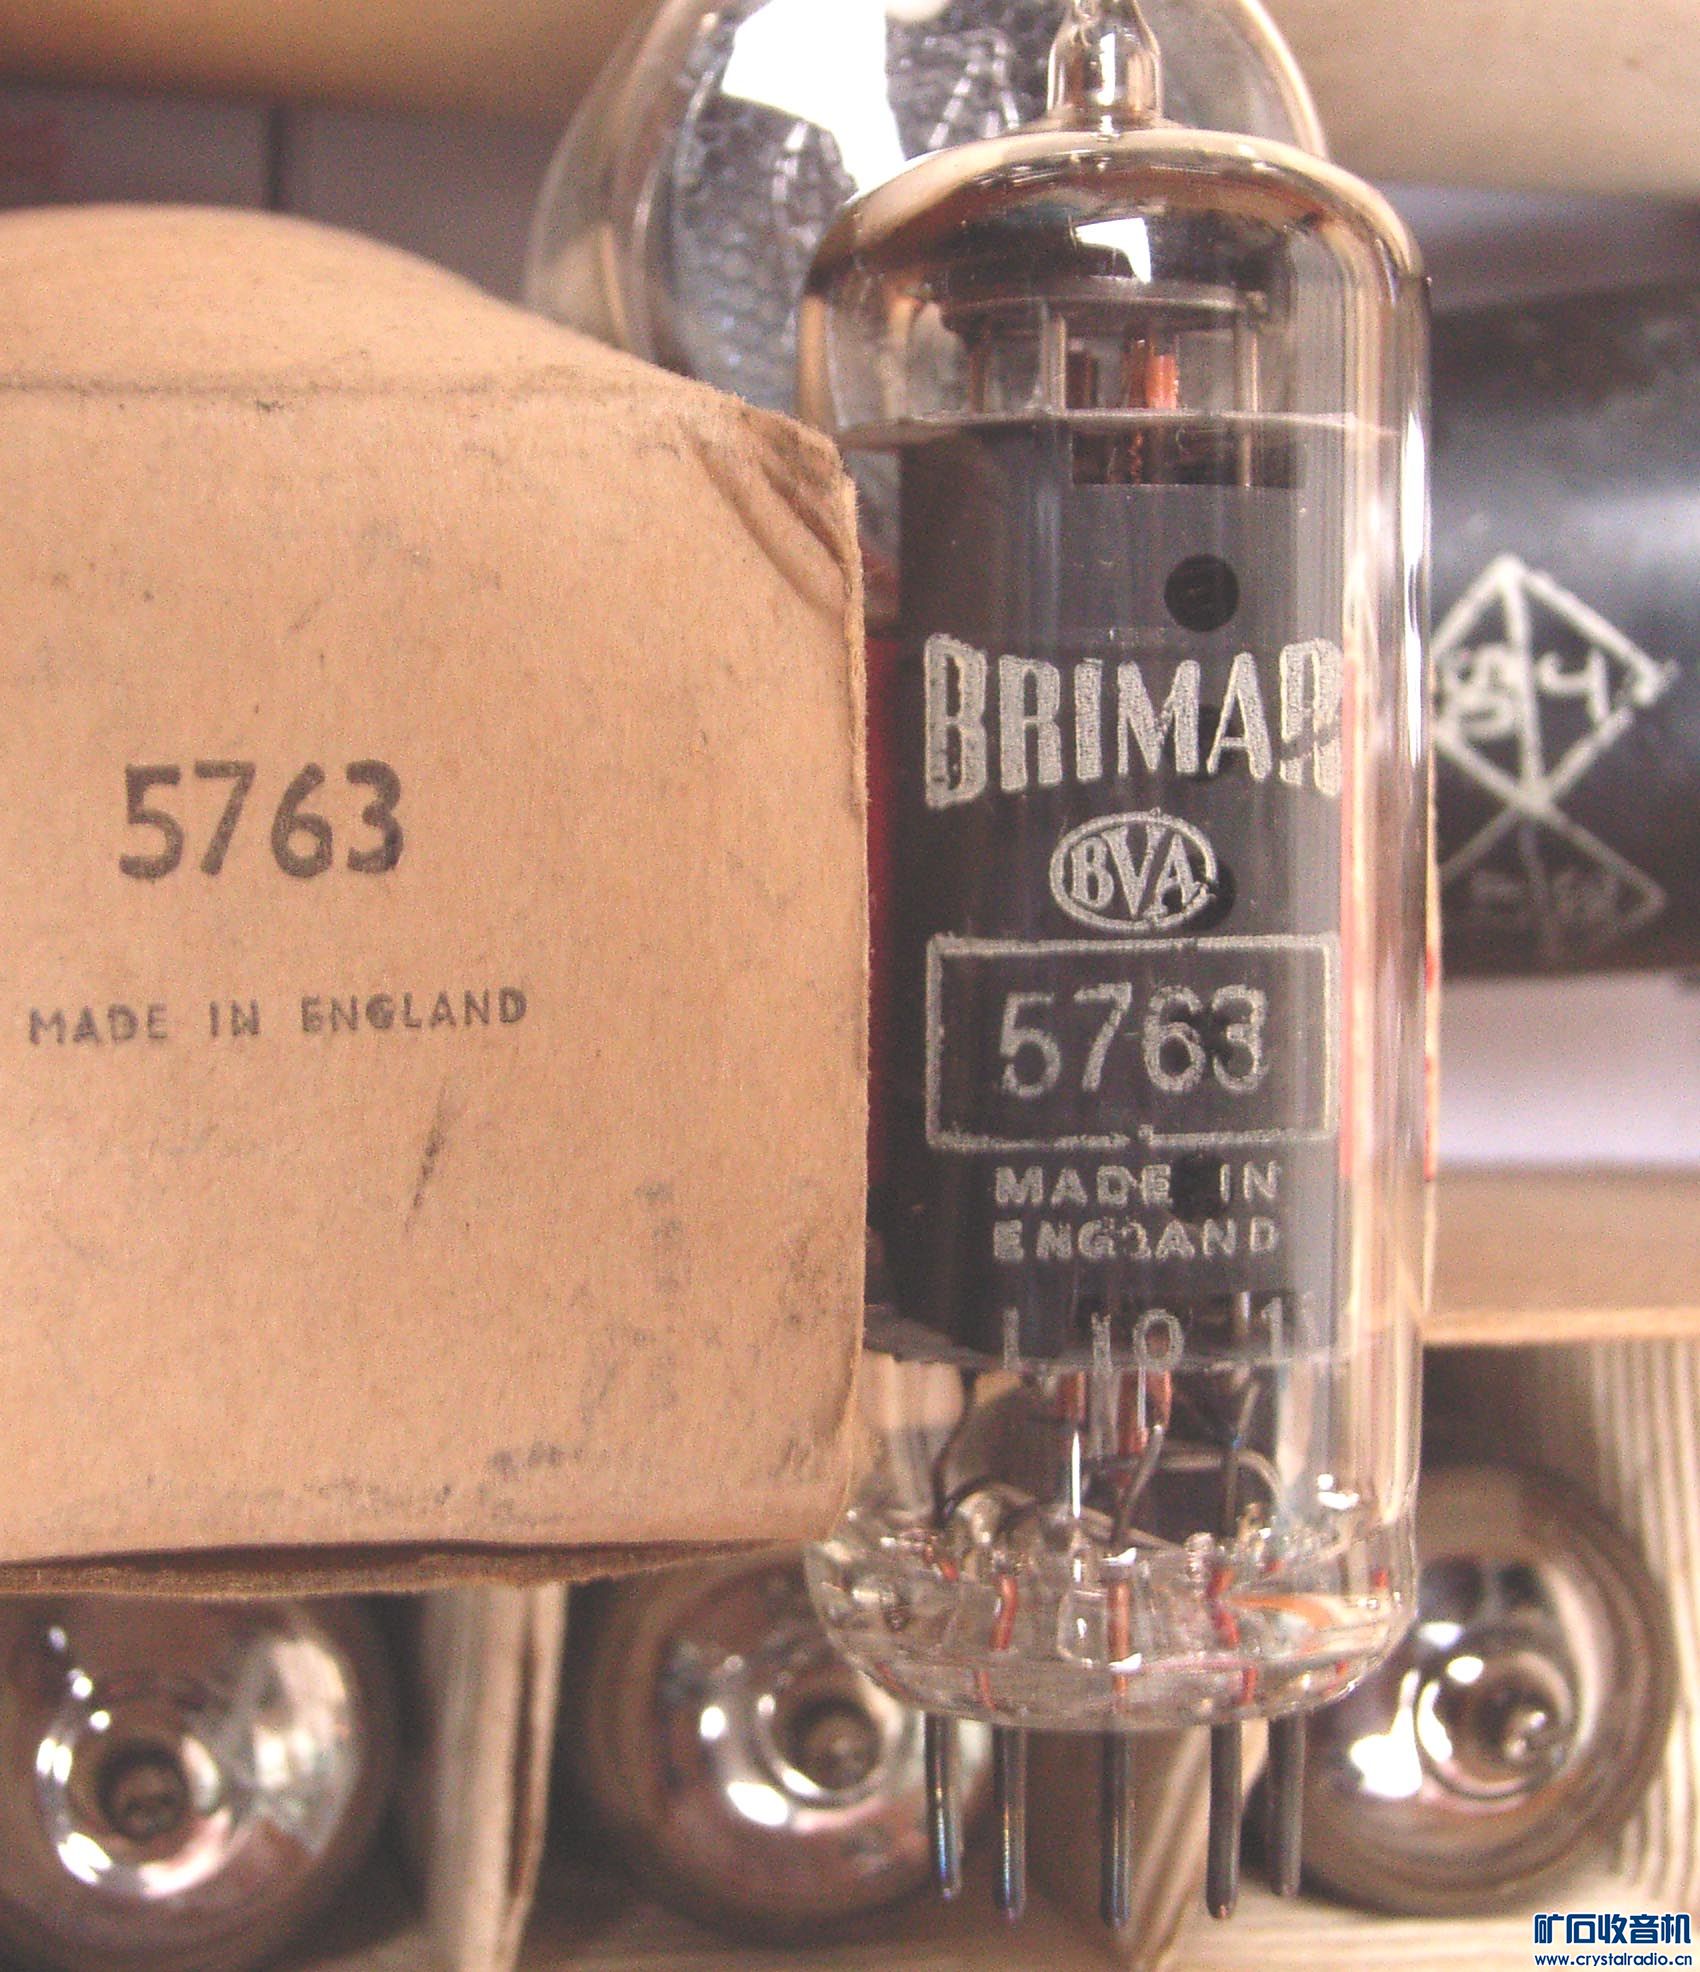 5763
MADE IN ENGLAND
BRIMAR
BVA
5763
MADE IN
ENGLAND
矿石收音机
www.crystalradio.cn